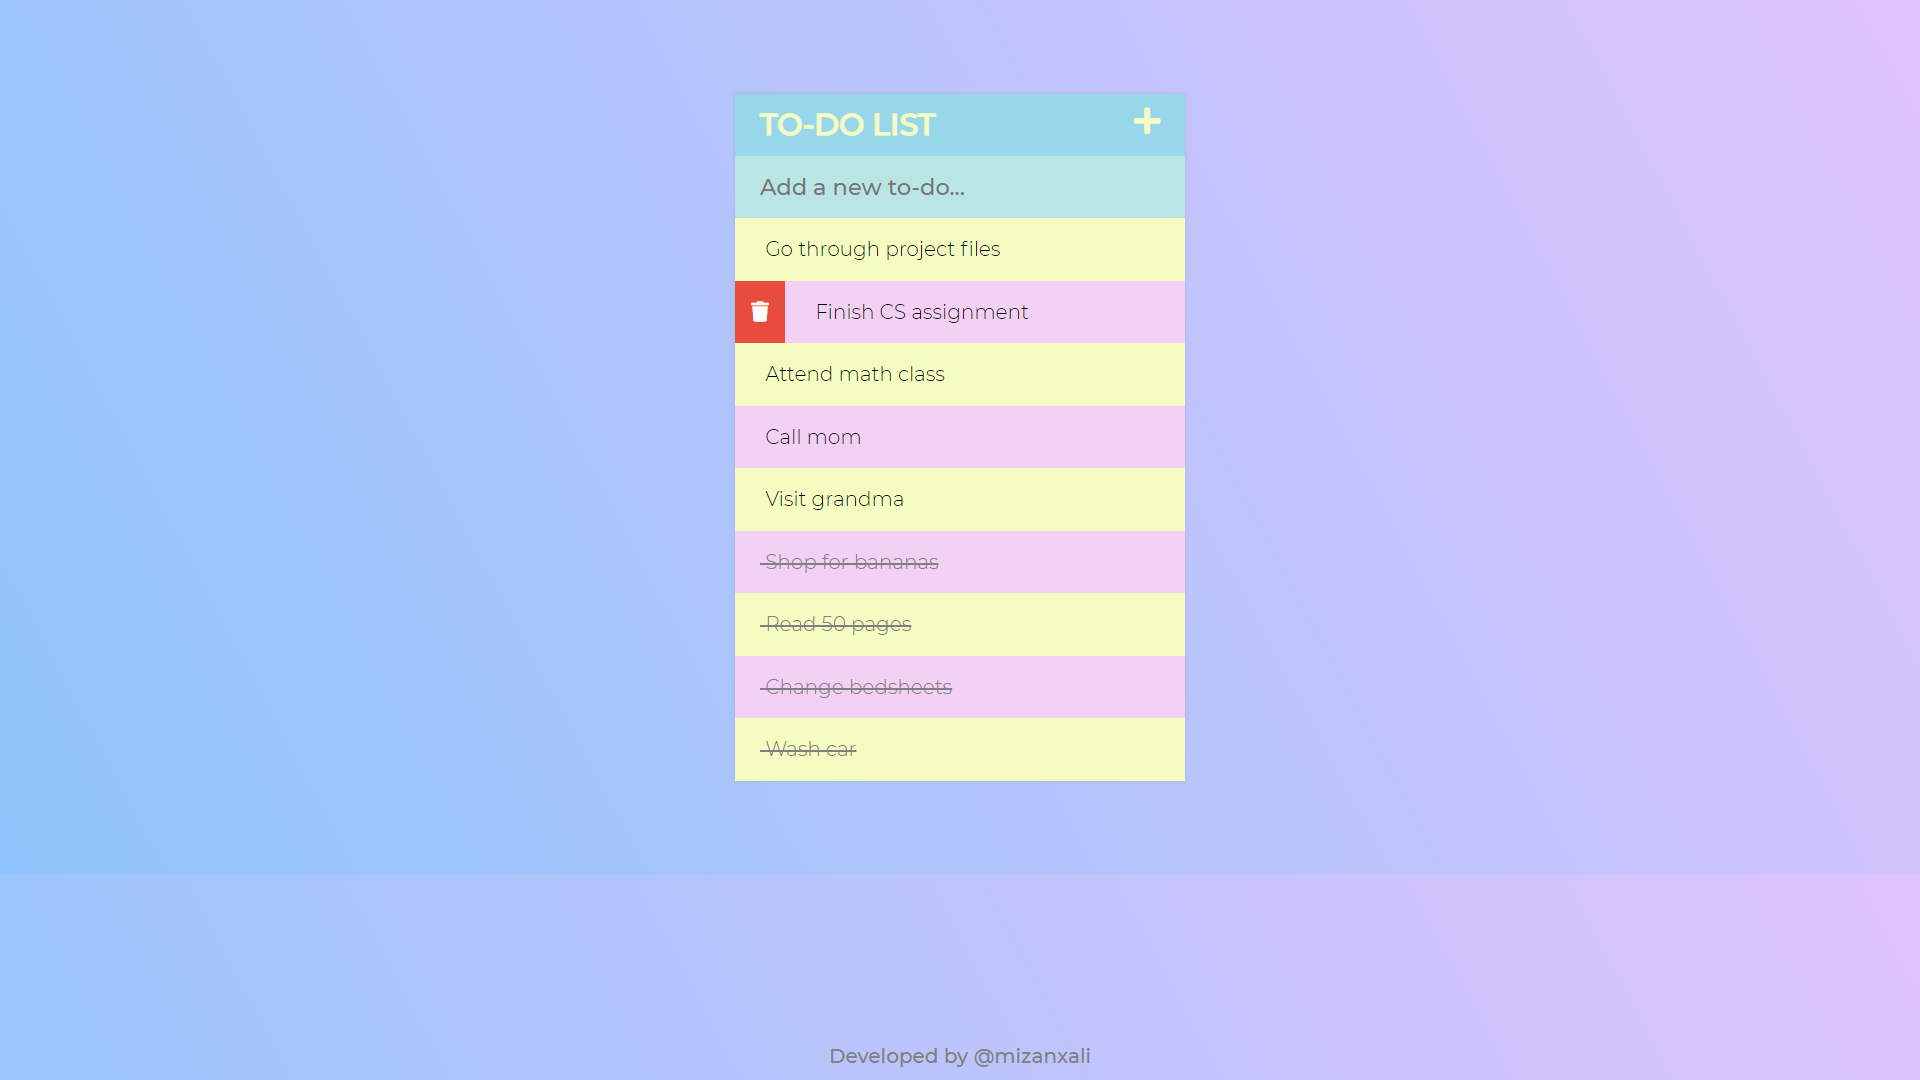 TO-DO LIST
Add a new to-do...
Go through project files
Finish CS assignment
Attend math class
Call mom
Visit grandma
Shop for bananas
Read 50 pages
Change bedsheets
Wash car
Developed by @mizanxali